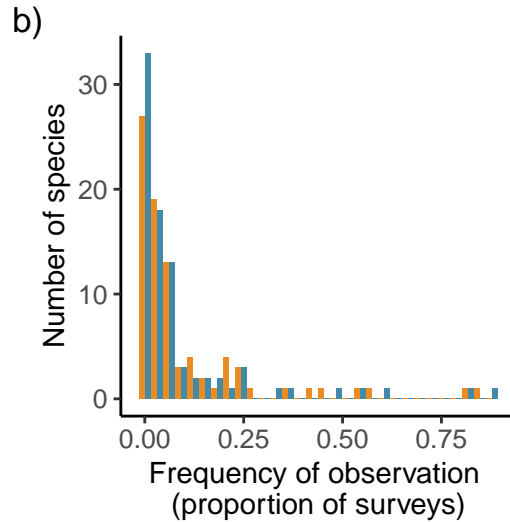 b)
30
20
10
0
Number of species
0.00 0.25 0.50 0.75
Frequency of observation
(proportion of surveys)